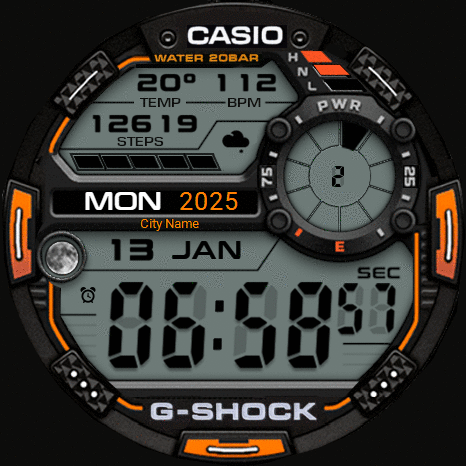 CASIO
WATER 20BAR
H
N
L
20° 112
TEMP BPM
12619
STEPS
PWR
75
25
2
E
MON 2025
City Name
13 JAN
SEC
06:58 57
G-SHOCK